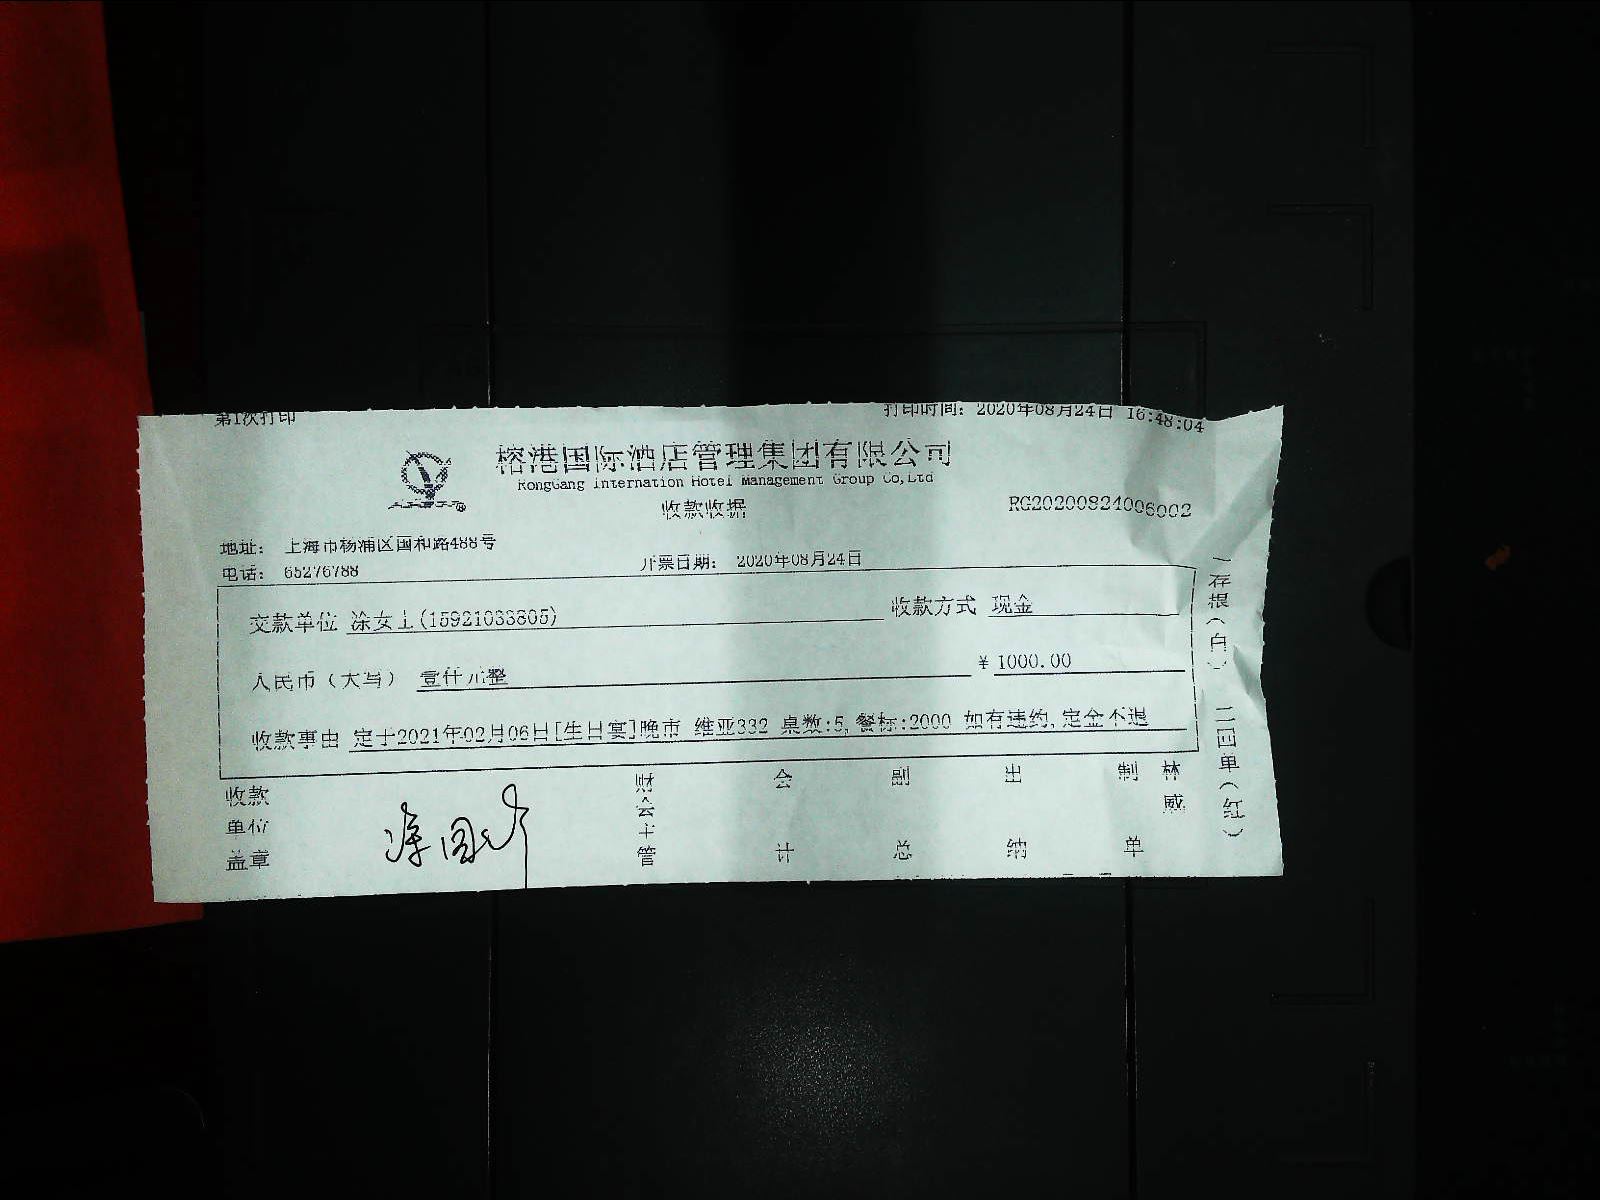 第1次打印
打印时间：2020年08月24日 16:48:04
榕港国际酒店管理集团有限公司
RongGang Internation Hotel Management Group Co,Ltd
收款收据
RG20200824006002
地址： 上海市杨浦区国和路488号
电话： 65276788
开票日期： 2020年08月24日
交款单位 涂女士(15921033805)
收款方式 现金
人民币（大写） 壹仟元整
￥ 1000.00
收款事由 定于2021年02月06日[生日宴]晚市 维亚332 桌数:5,餐标:2000 如有违约,定金不退
收款单位盖章
财会主管
会计
副总
出纳
制单
林威
一存根（白） 二回单（红）